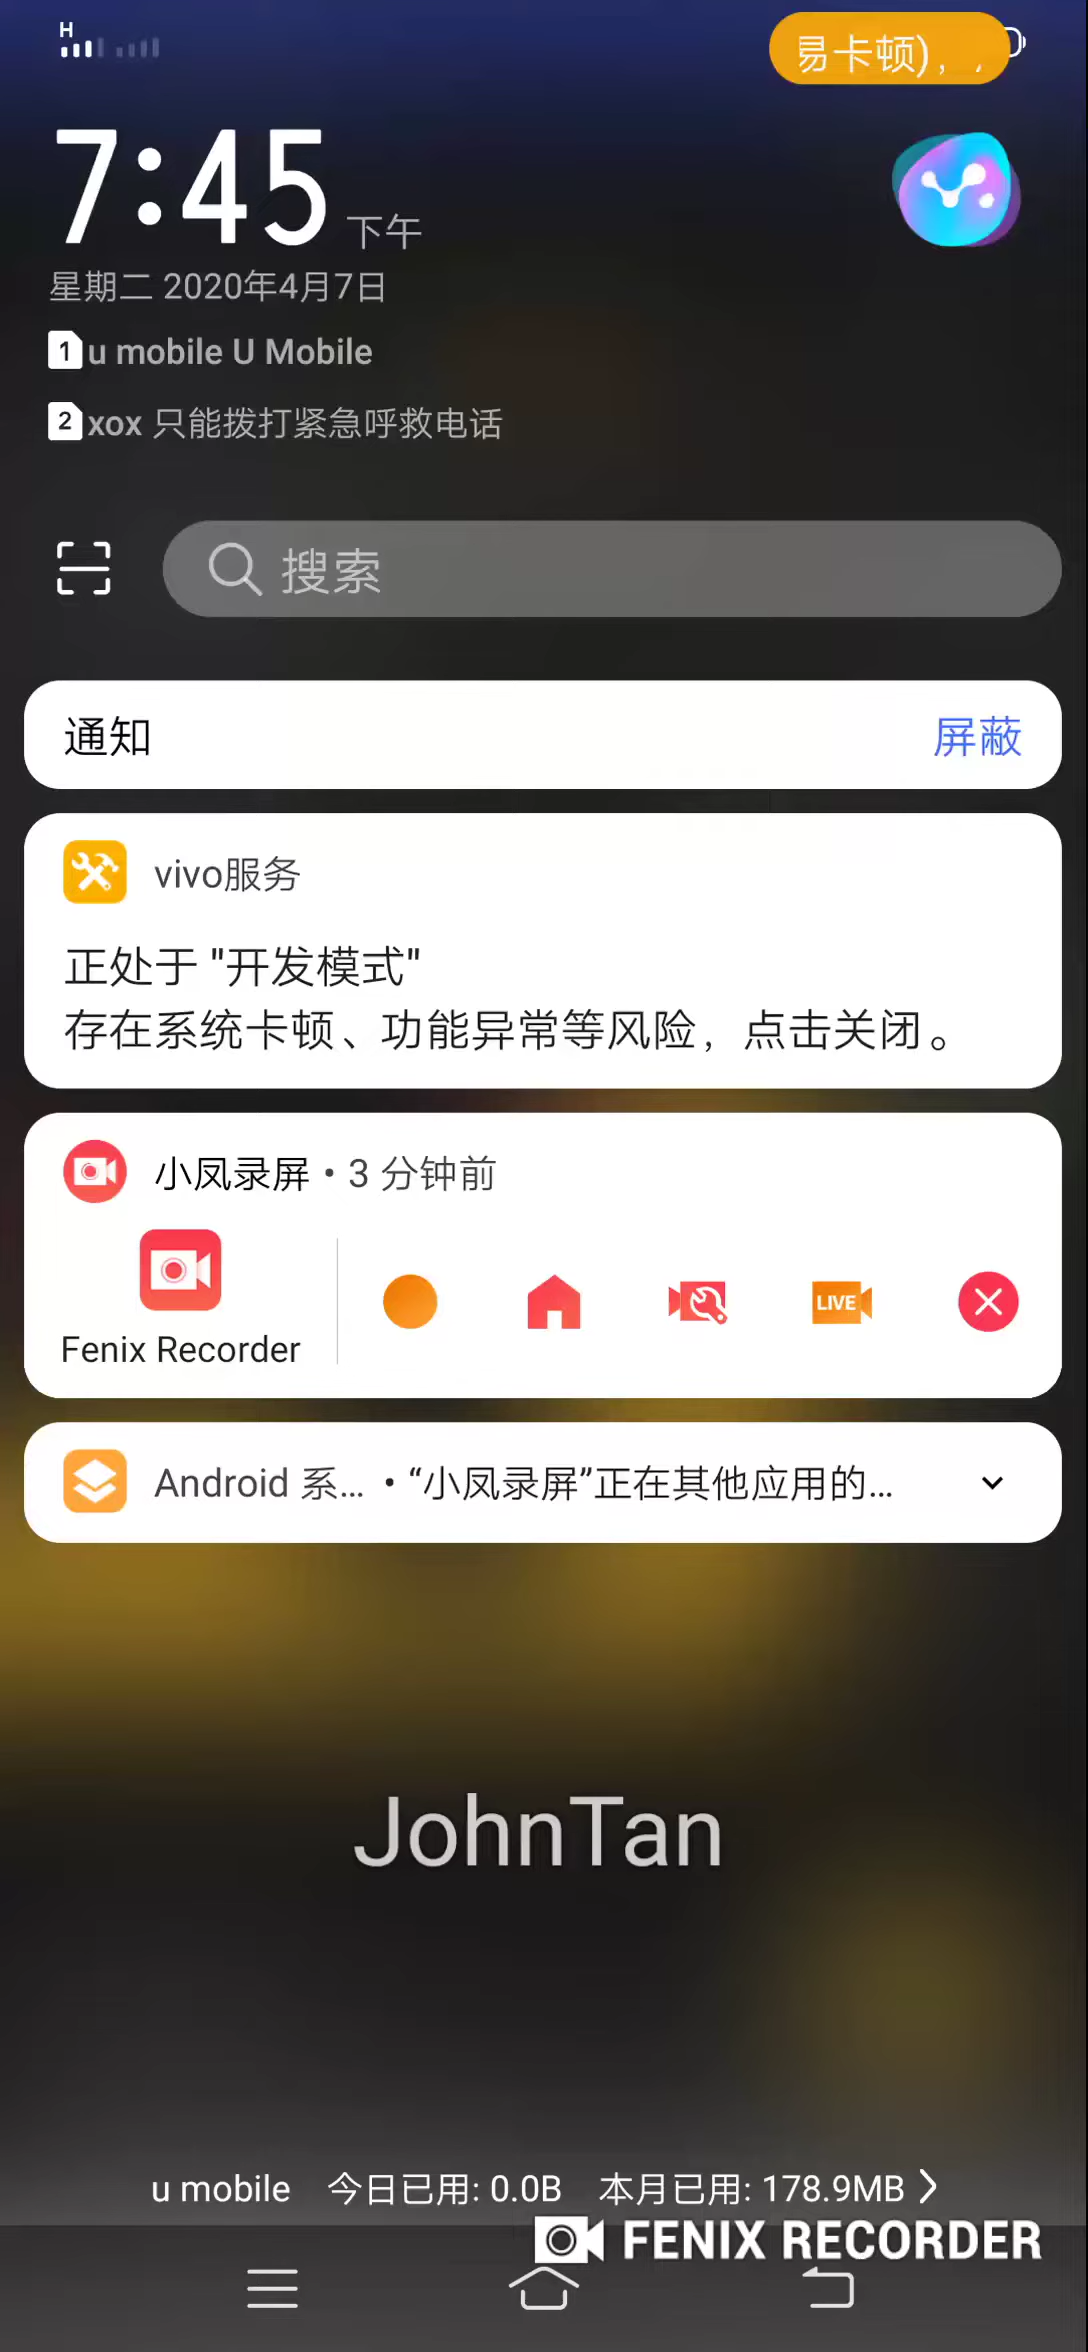 H
易卡顿)，
7:45 下午
星期二 2020年4月7日
1 u mobile U Mobile
2 xox 只能拨打紧急呼救电话
搜索
通知 屏蔽
vivo服务
正处于 "开发模式"
存在系统卡顿、功能异常等风险，点击关闭。
小凤录屏 • 3 分钟前
Fenix Recorder
LIVE
Android 系... • “小凤录屏”正在其他应用的...
JohnTan
u mobile 今日已用: 0.0B 本月已用: 178.9MB
FENIX RECORDER